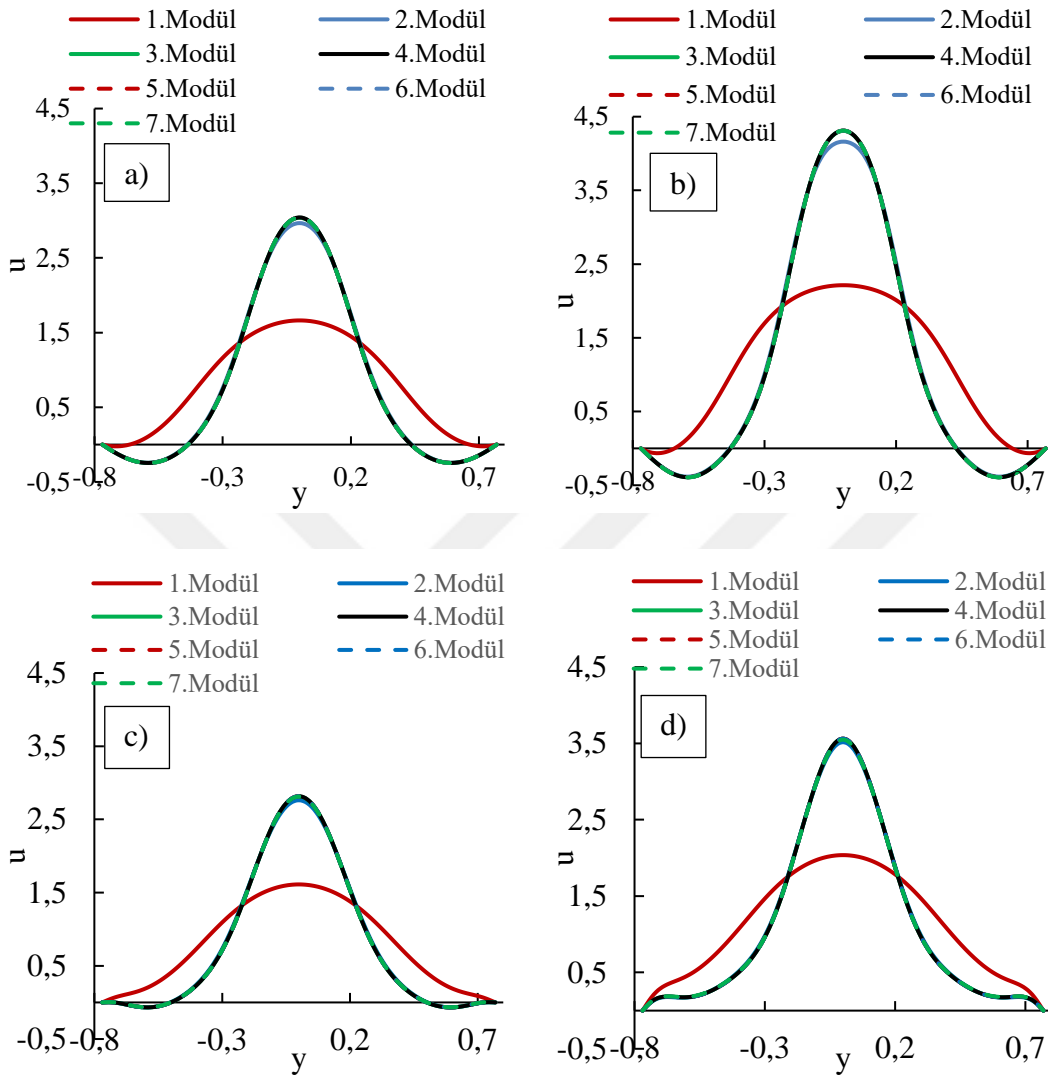 1.Modül 2.Modül
3.Modül 4.Modül
5.Modül 6.Modül
7.Modül
a)
4,5
3,5
2,5
1,5
0,5
-0,5
u
-0,8 -0,3 0,2 0,7
y
1.Modül 2.Modül
3.Modül 4.Modül
5.Modül 6.Modül
7.Modül
b)
4,5
3,5
2,5
1,5
0,5
-0,5
u
-0,8 -0,3 0,2 0,7
y
1.Modül 2.Modül
3.Modül 4.Modül
5.Modül 6.Modül
7.Modül
c)
4,5
3,5
2,5
1,5
0,5
-0,5
u
-0,8 -0,3 0,2 0,7
y
1.Modül 2.Modül
3.Modül 4.Modül
5.Modül 6.Modül
7.Modül
d)
4,5
3,5
2,5
1,5
0,5
-0,5
u
-0,8 -0,3 0,2 0,7
y